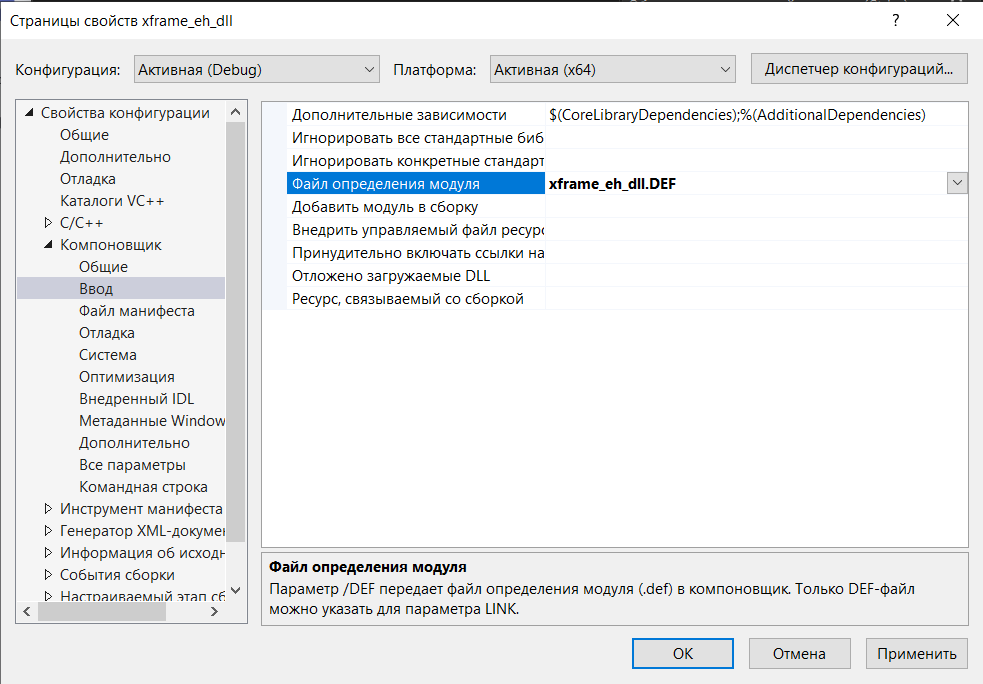 Страницы свойств xframe_eh_dll
?
Конфигурация: Активная (Debug) Платформа: Активная (x64) Диспетчер конфигураций...
Свойства конфигурации
Общие
Дополнительно
Отладка
Каталоги VC++
C/C++
Компоновщик
Общие
Ввод
Файл манифеста
Отладка
Система
Оптимизация
Внедренный IDL
Метаданные Window
Дополнительно
Все параметры
Командная строка
Инструмент манифеста
Генератор XML-докумен
Информация об исходн
События сборки
Настраиваемый этап сб
Дополнительные зависимости $(CoreLibraryDependencies);%(AdditionalDependencies)
Игнорировать все стандартные биб
Игнорировать конкретные стандарт
Файл определения модуля xframe_eh_dll.DEF
Добавить модуль в сборку
Внедрить управляемый файл ресурс
Принудительно включать ссылки на
Отложено загружаемые DLL
Ресурс, связываемый со сборкой
Файл определения модуля
Параметр /DEF передает файл определения модуля (.def) в компоновщик. Только DEF-файл
можно указать для параметра LINK.
ОК Отмена Применить